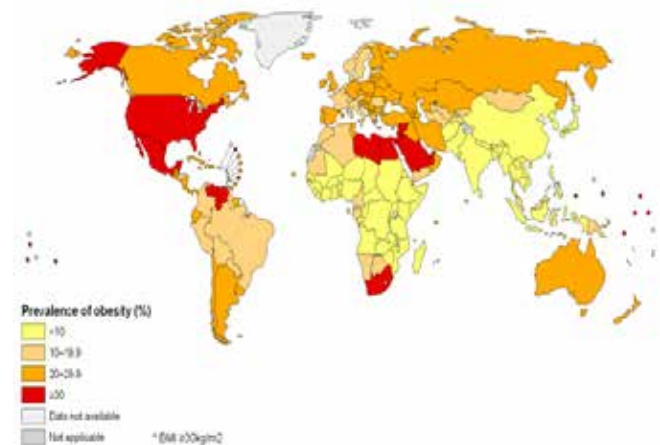 Prevalence of obesity (%)
<10
10–19.9
20–29.9
≥30
Data not available
Not applicable
* BMI ≥30kg/m2